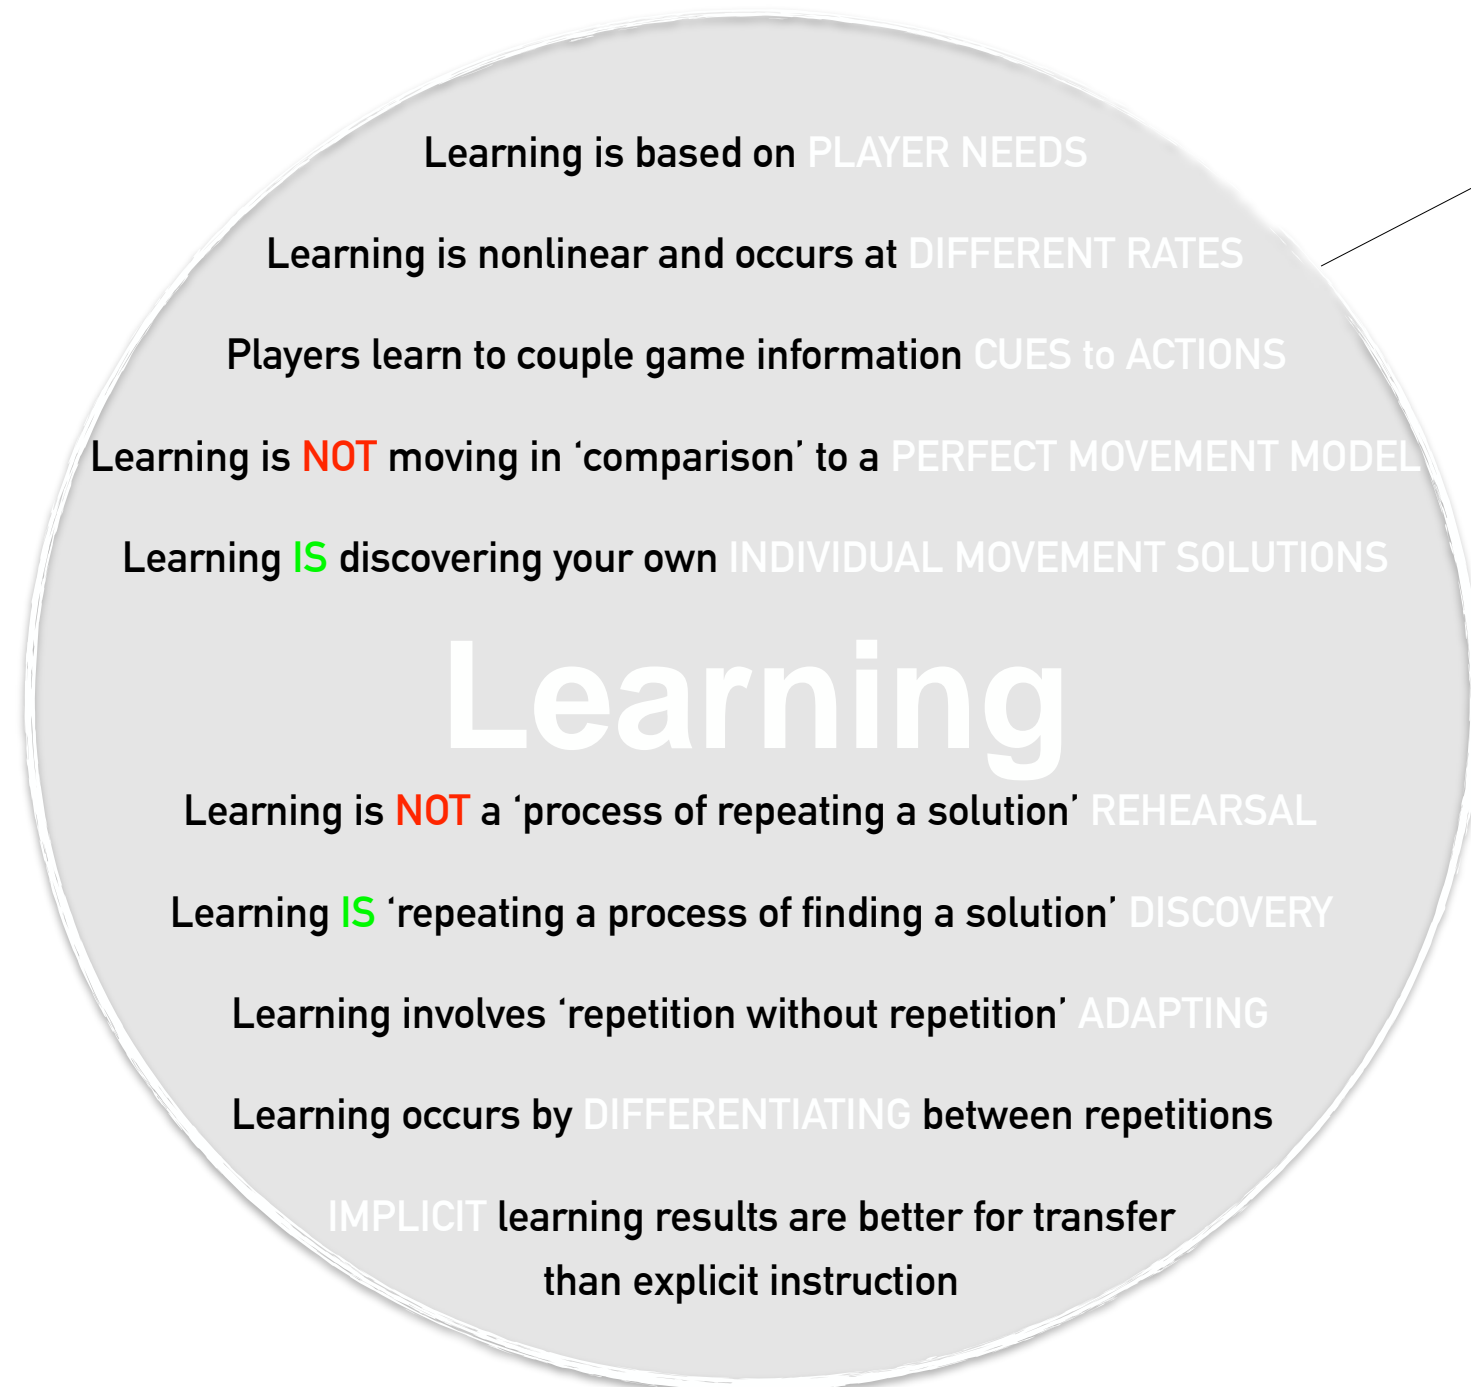 Learning is based on PLAYER NEEDS
Learning is nonlinear and occurs at DIFFERENT RATES
Players learn to couple game information CUES to ACTIONS
Learning is NOT moving in ‘comparison’ to a PERFECT MOVEMENT MODEL
Learning IS discovering your own INDIVIDUAL MOVEMENT SOLUTIONS
Learning
Learning is NOT a ‘process of repeating a solution’ REHEARSAL
Learning IS ‘repeating a process of finding a solution’ DISCOVERY
Learning involves ‘repetition without repetition’ ADAPTING
Learning occurs by DIFFERENTIATING between repetitions
IMPLICIT learning results are better for transfer
than explicit instruction